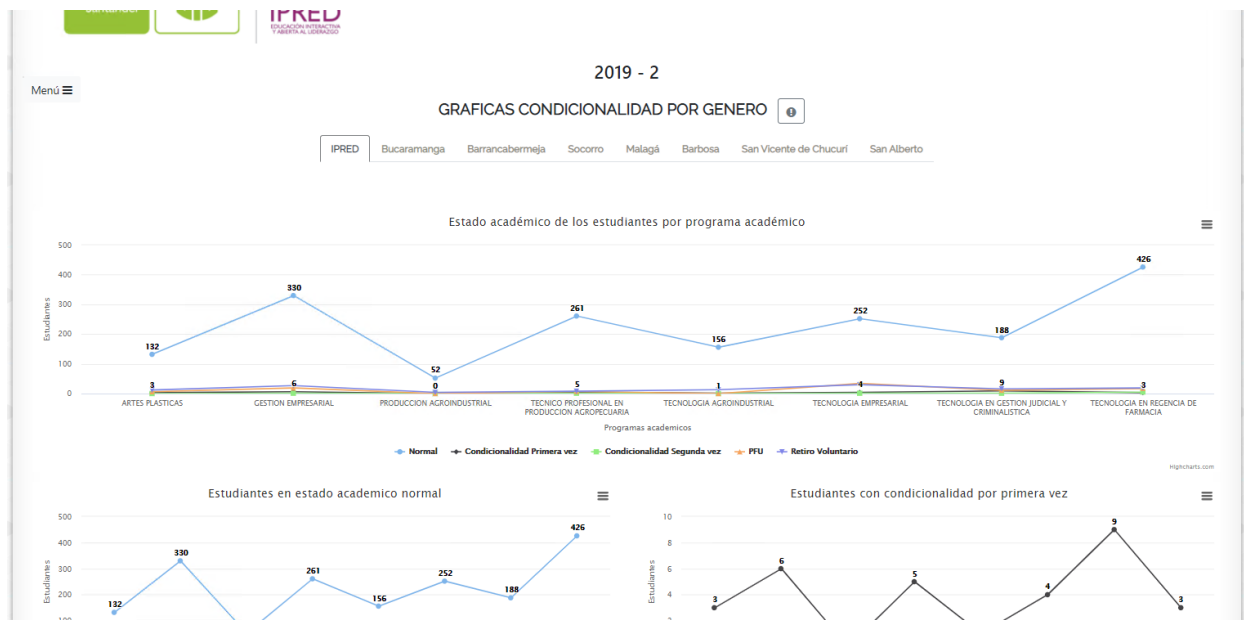 Santander
IPRED
EDUCACIÓN INTERACTIVA
Y ABIERTA AL LIDERAZGO
2019 - 2
Menú
GRAFICAS CONDICIONALIDAD POR GENERO
IPRED Bucaramanga Barrancabermeja Socorro Malagá Barbosa San Vicente de Chucurí San Alberto
Estado académico de los estudiantes por programa académico
Estudiantes
500
400
300
200
100
0
132 330 52 261 156 252 188 426
3 6 0 5 1 4 9 3
ARTES PLASTICAS
GESTION EMPRESARIAL
PRODUCCION AGROINDUSTRIAL
TECNICO PROFESIONAL EN
PRODUCCION AGROPECUARIA
TECNOLOGIA AGROINDUSTRIAL
TECNOLOGIA EMPRESARIAL
TECNOLOGIA EN GESTION JUDICIAL Y
CRIMINALISTICA
TECNOLOGIA EN REGENCIA DE
FARMACIA
Programas academicos
Normal Condicionalidad Primera vez Condicionalidad Segunda vez PFU Retiro Voluntario
Highcharts.com
Estudiantes en estado academico normal
Estudiantes
500
400
300
200
100
132 330 261 156 252 188 426
Estudiantes con condicionalidad por primera vez
Estudiantes
10
8
6
4
2
3 6 5 4 9 3